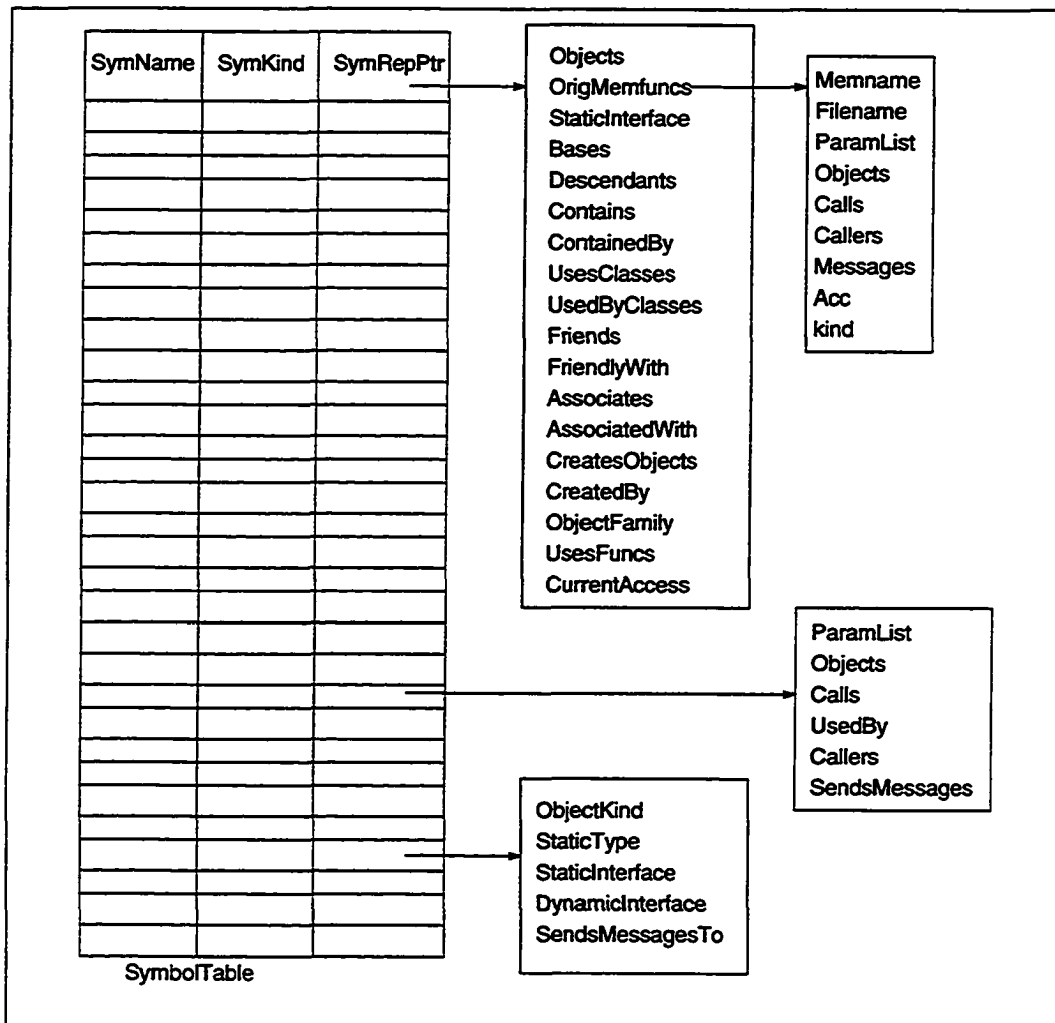 SymName SymKind SymRepPtr
Objects
OrigMemfuncs
StaticInterface
Bases
Descendants
Contains
ContainedBy
UsesClasses
UsedByClasses
Friends
FriendlyWith
Associates
AssociatedWith
CreatesObjects
CreatedBy
ObjectFamily
UsesFuncs
CurrentAccess
Memname
Filename
ParamList
Objects
Calls
Callers
Messages
Acc
kind
ParamList
Objects
Calls
UsedBy
Callers
SendsMessages
ObjectKind
StaticType
StaticInterface
DynamicInterface
SendsMessagesTo
SymbolTable